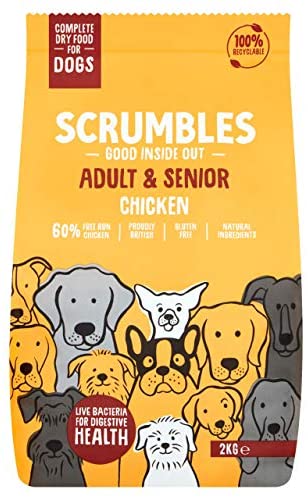 COMPLETE
DRY FOOD
FOR
DOGS
100%
RECYCLABLE
SCRUMBLES
— GOOD INSIDE OUT —
ADULT & SENIOR
CHICKEN
60% FREE RUN CHICKEN
PROUDLY BRITISH
GLUTEN FREE
NATURAL INGREDIENTS
LIVE BACTERIA
FOR DIGESTIVE
HEALTH
2KG e